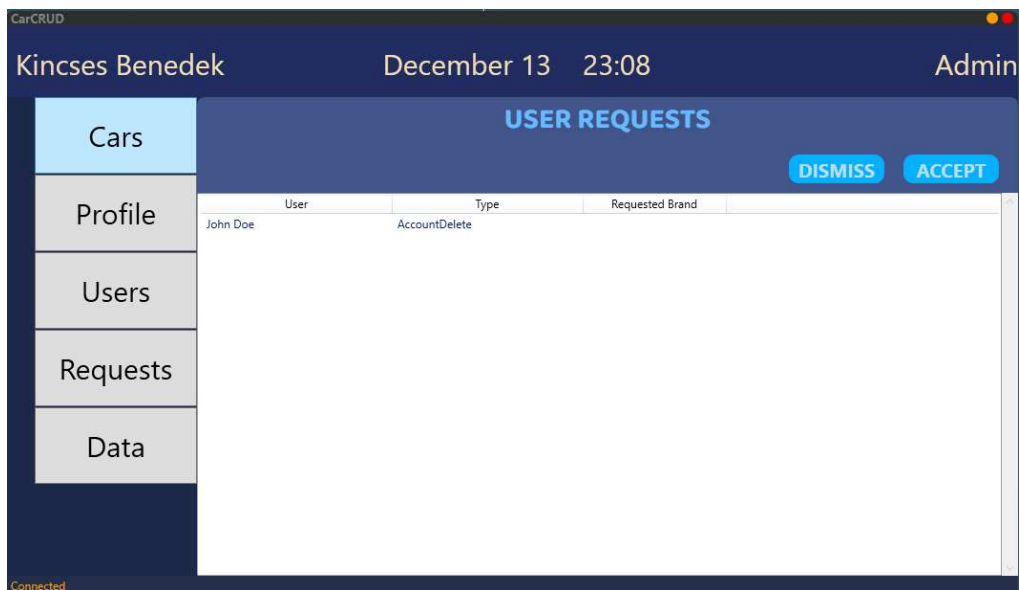 CarCRUD
Kincses Benedek December 13 23:08 Admin
Cars
Profile
Users
Requests
Data
USER REQUESTS
DISMISS ACCEPT
User Type Requested Brand
John Doe AccountDelete
Connected